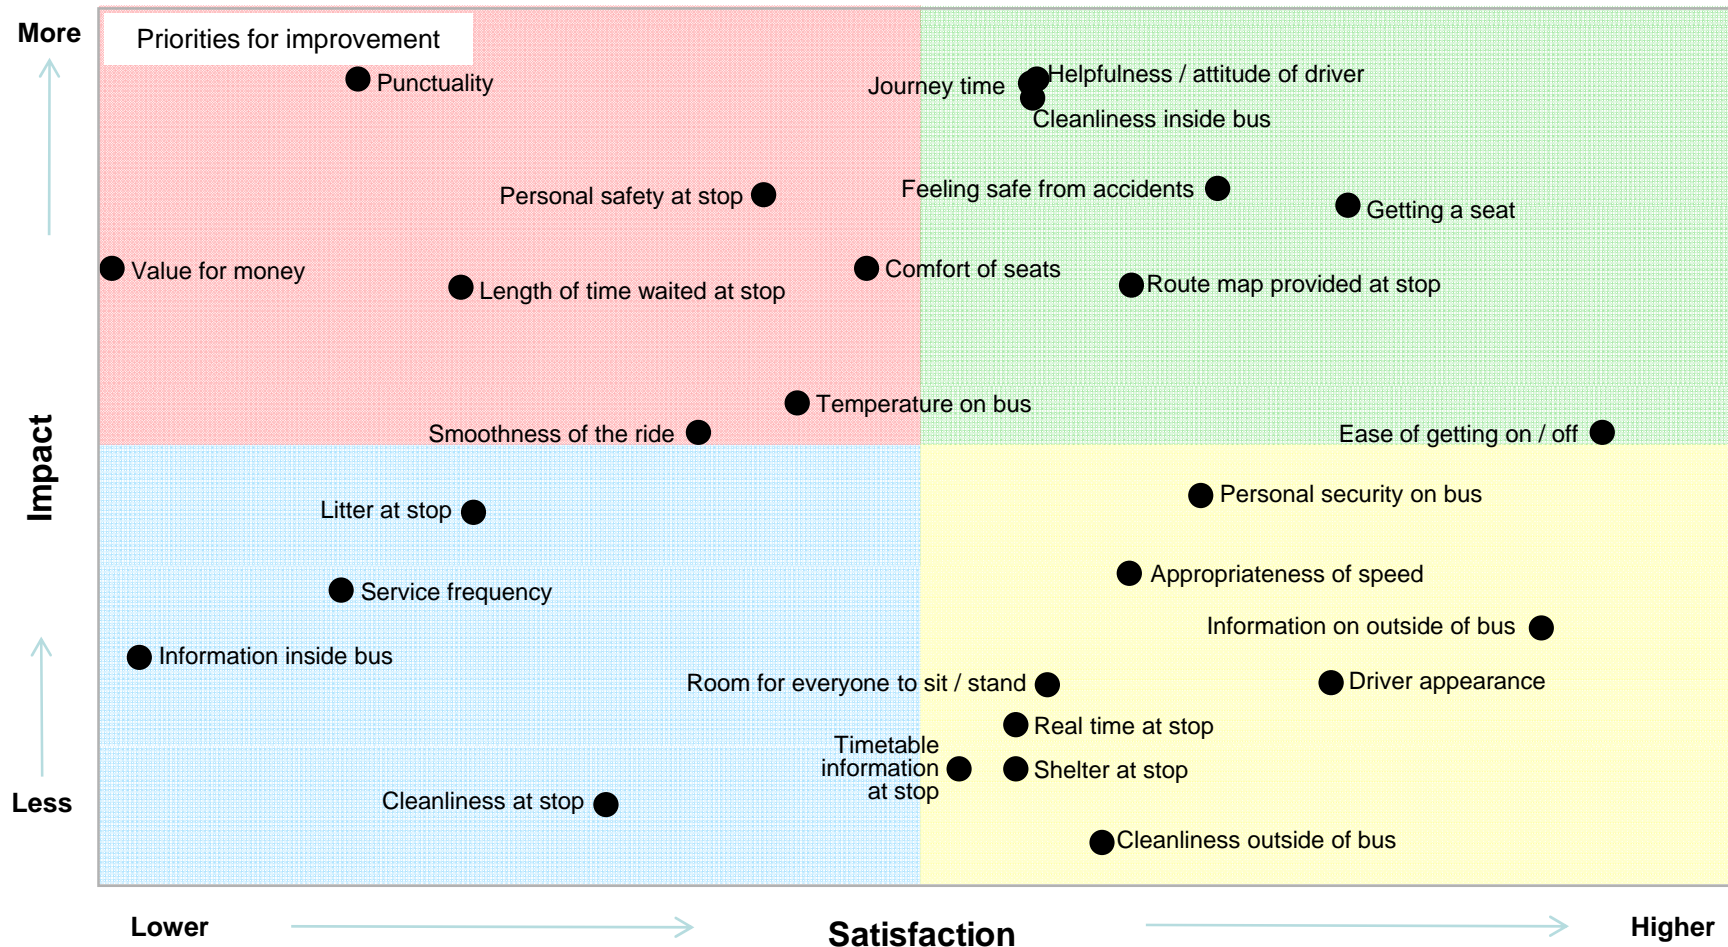 More
Priorities for improvement
Punctuality
Journey time
Helpfulness / attitude of driver
Cleanliness inside bus
Personal safety at stop
Feeling safe from accidents
Getting a seat
Value for money
Length of time waited at stop
Comfort of seats
Route map provided at stop
Temperature on bus
Smoothness of the ride
Ease of getting on / off
Impact
Litter at stop
Personal security on bus
Service frequency
Appropriateness of speed
Information on outside of bus
Information inside bus
Room for everyone to sit / stand
Driver appearance
Real time at stop
Timetable
information
at stop
Shelter at stop
Less
Cleanliness at stop
Cleanliness outside of bus
Lower
Satisfaction
Higher